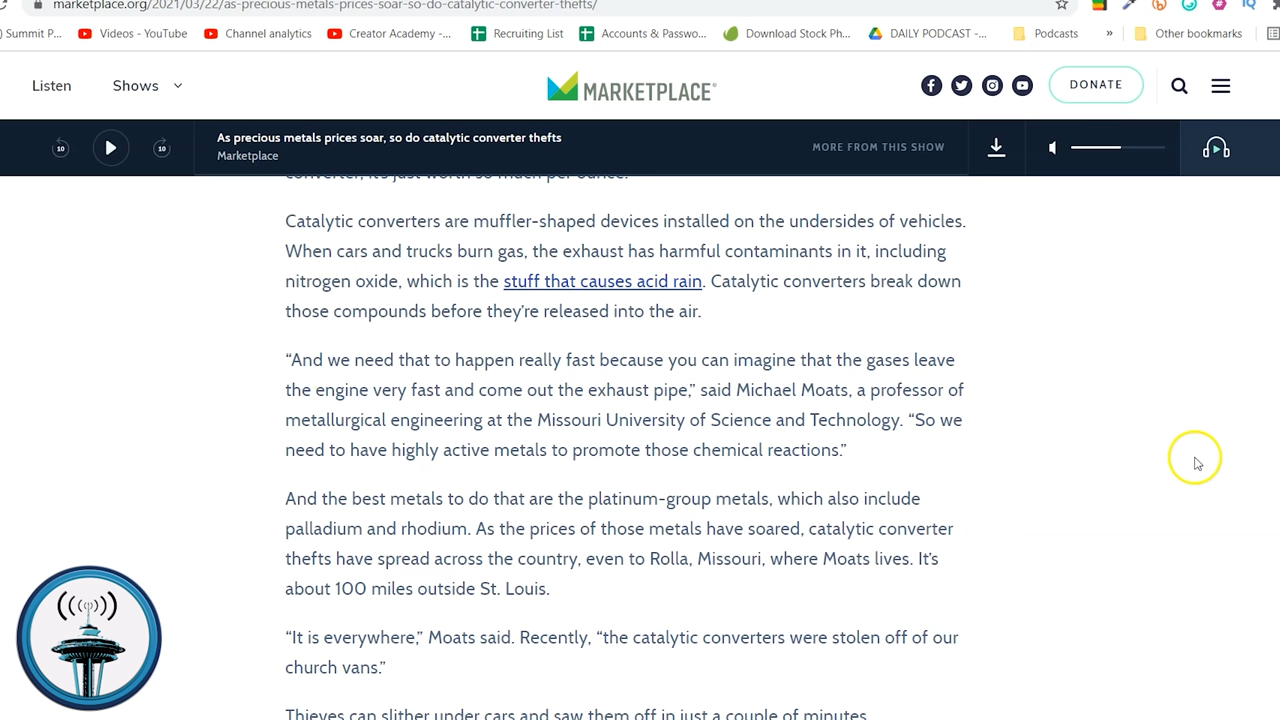 marketplace.org/2021/03/22/as-precious-metals-prices-soar-so-do-catalytic-converter-thefts/
) Summit P... Videos - YouTube Channel analytics Creator Academy -... Recruiting List Accounts & Passwo... Download Stock Ph... DAILY PODCAST -... Podcasts » Other bookmarks
Listen Shows MARKETPLACE® DONATE
10 10 As precious metals prices soar, so do catalytic converter thefts
Marketplace
MORE FROM THIS SHOW
converter, it's just worth so much per ounce.
Catalytic converters are muffler-shaped devices installed on the undersides of vehicles.
When cars and trucks burn gas, the exhaust has harmful contaminants in it, including
nitrogen oxide, which is the stuff that causes acid rain. Catalytic converters break down
those compounds before they’re released into the air.
“And we need that to happen really fast because you can imagine that the gases leave
the engine very fast and come out the exhaust pipe,” said Michael Moats, a professor of
metallurgical engineering at the Missouri University of Science and Technology. “So we
need to have highly active metals to promote those chemical reactions.”
And the best metals to do that are the platinum-group metals, which also include
palladium and rhodium. As the prices of those metals have soared, catalytic converter
thefts have spread across the country, even to Rolla, Missouri, where Moats lives. It’s
about 100 miles outside St. Louis.
“It is everywhere,” Moats said. Recently, “the catalytic converters were stolen off of our
church vans.”
Thieves can slither under cars and saw them off in just a couple of minutes.